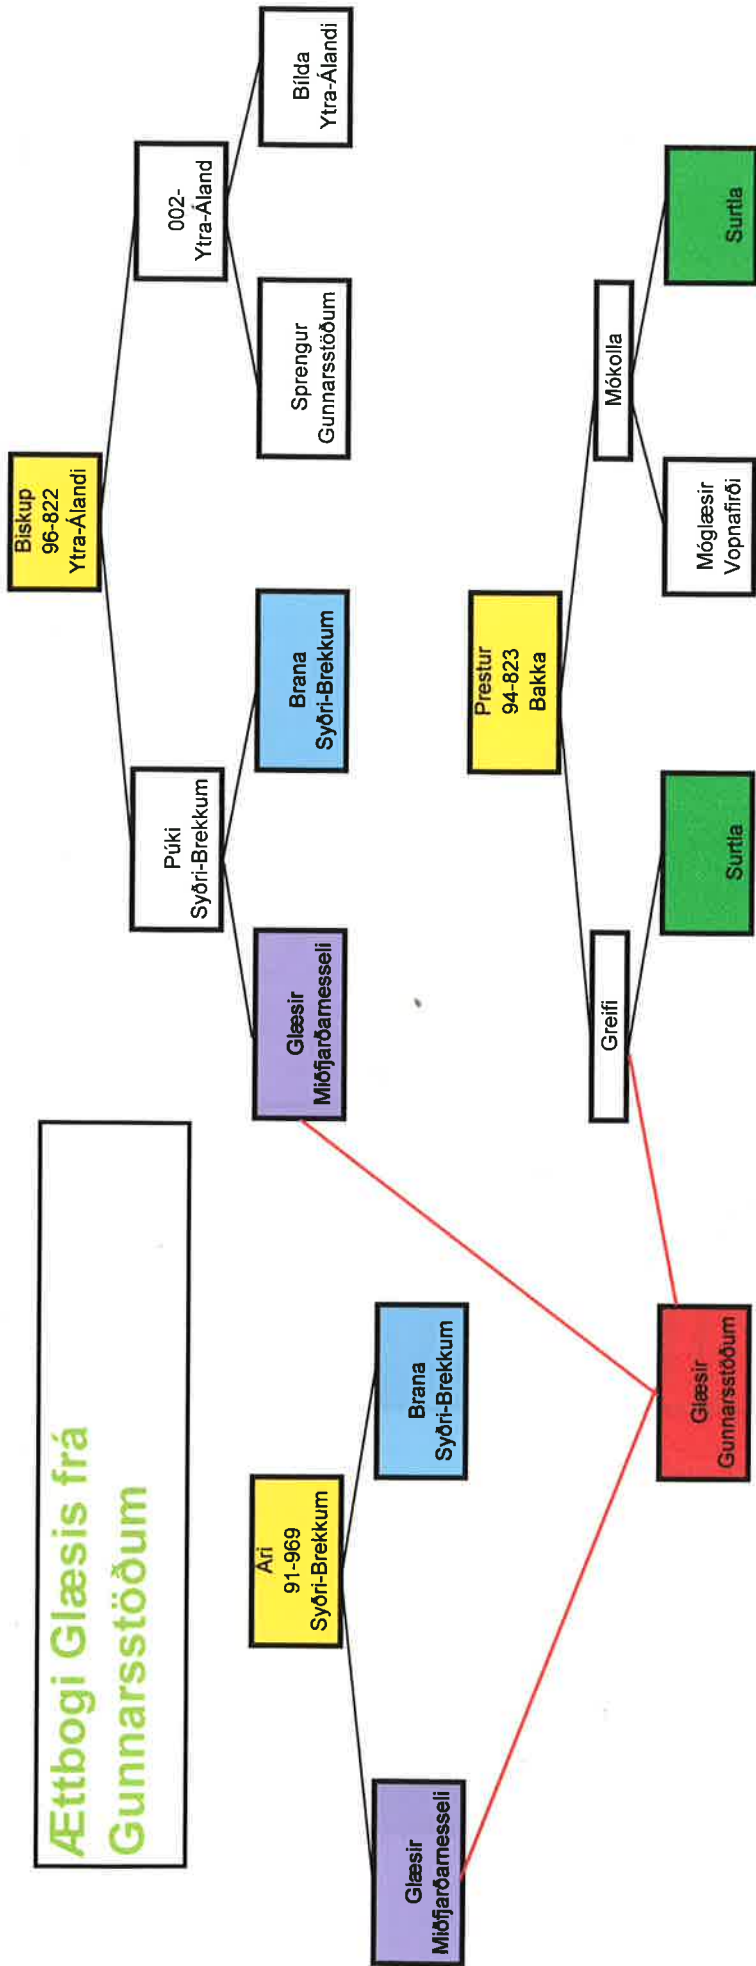 Ættbogi Glæsis frá
Gunnarsstöðum
Biskup
96-822
Ytra-Álandi
Púki
Syðri-Brekkum
002-
Ytra-Áland
Glæsir
Miðfjarðarnesseli
Brana
Syðri-Brekkum
Sprengur
Gunnarsstöðum
Bílda
Ytra-Álandi
Ari
91-969
Syðri-Brekkum
Glæsir
Miðfjarðarnesseli
Brana
Syðri-Brekkum
Prestur
94-823
Bakka
Greifi
Mókolla
Glæsir
Gunnarsstöðum
Surtla
Móglæsir
Vopnafirði
Surtla